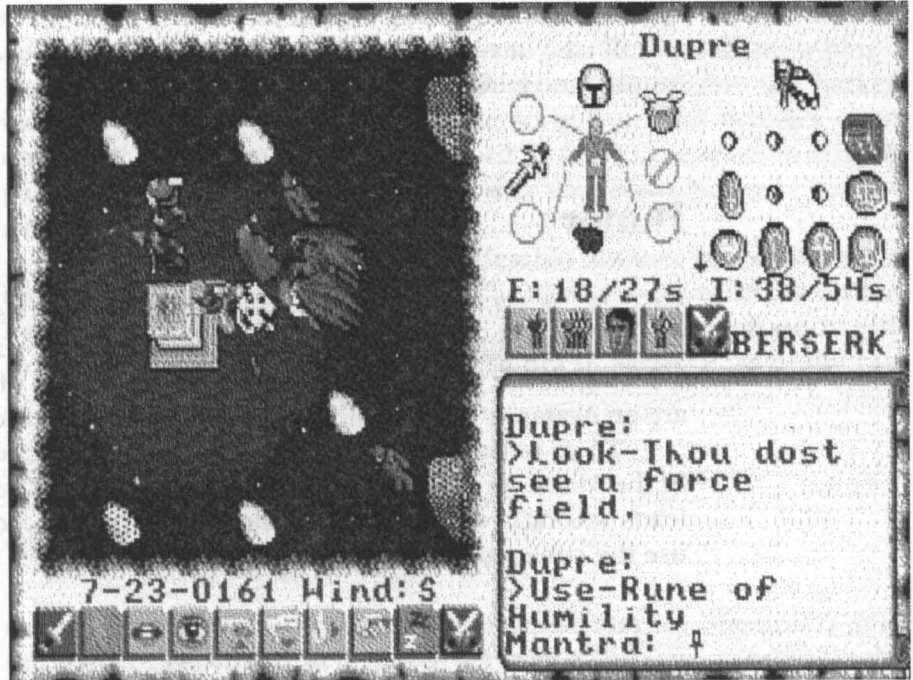 Dupre
E:18/27s I:38/54s
BERSERK
7-23-0161 Wind:S
Dupre:
>Look-Thou dost
see a force
field.
Dupre:
>Use-Rune of
Humility
Mantra: